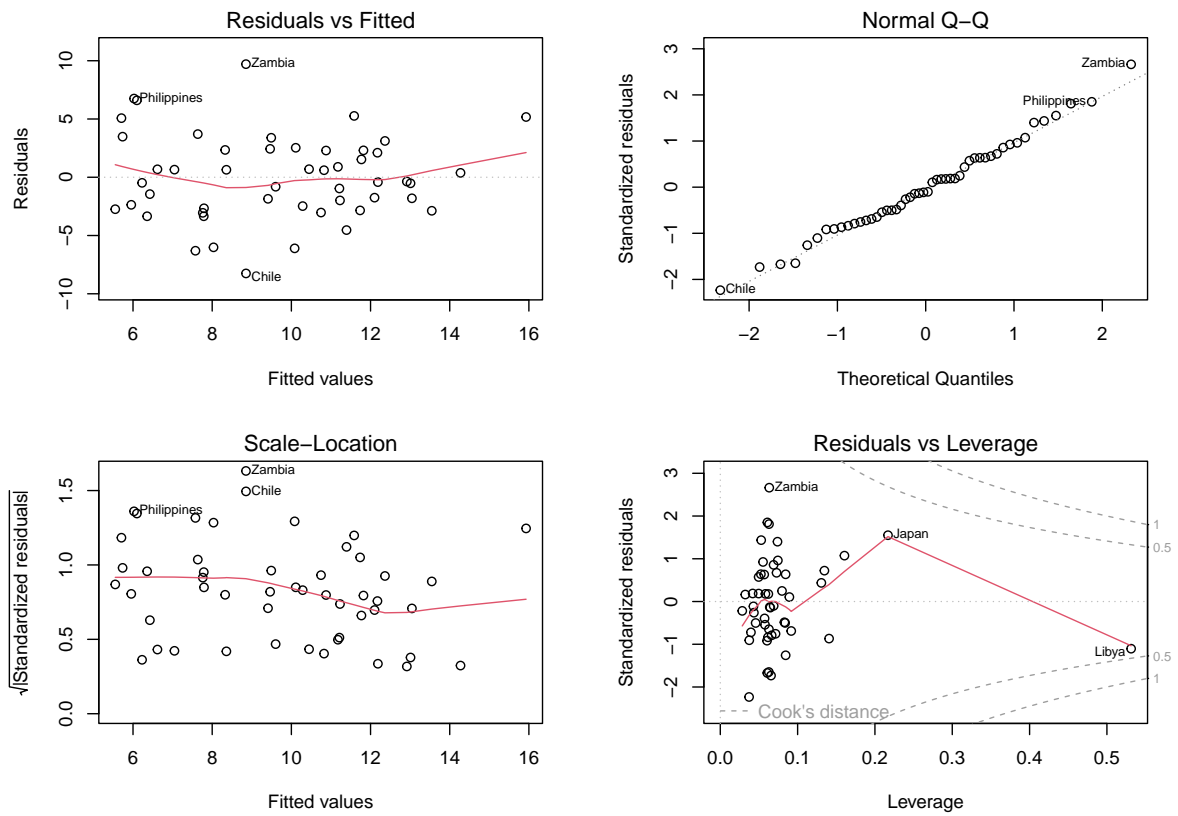 Residuals vs Fitted
Residuals
10
5
0
−5
−10
Zambia
Philippines
Chile
6 8 10 12 14 16
Fitted values
Normal Q−Q
Standardized residuals
3
2
1
0
−1
−2
Zambia
Philippines
Chile
−2 −1 0 1 2
Theoretical Quantiles
Scale−Location
√|Standardized residuals|
1.5
1.0
0.5
0.0
Zambia
Chile
Philippines
6 8 10 12 14 16
Fitted values
Residuals vs Leverage
Standardized residuals
3
2
1
0
−1
−2
Zambia
Japan
Libya
1
0.5
0.5
1
Cook's distance
0.0 0.1 0.2 0.3 0.4 0.5
Leverage